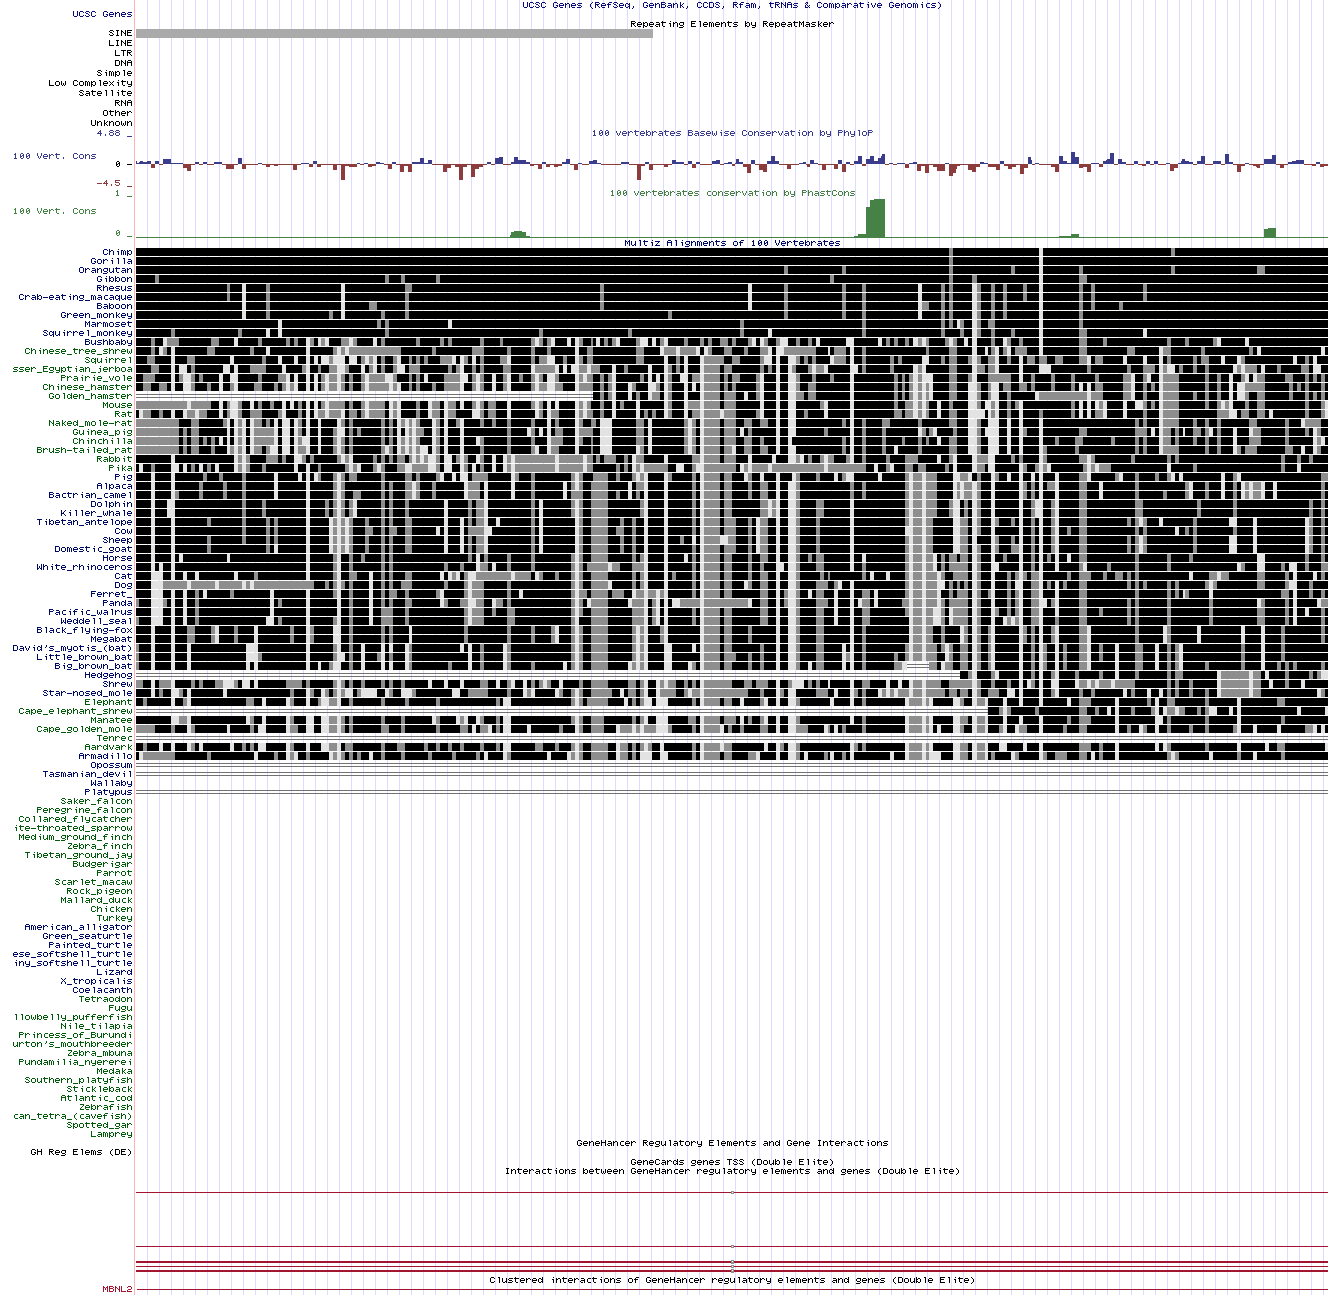 UCSC Genes (RefSeq, GenBank, CCDS, Rfam, tRNAs & Comparative Genomics)
UCSC Genes
Repeating Elements by RepeatMasker
SINE
LINE
LTR
DNA
Simple
Low Complexity
Satellite
RNA
Other
Unknown
4.88 _
100 vertebrates Basewise Conservation by PhyloP
100 Vert. Cons
0 _
-4.5 _
100 vertebrates conservation by PhastCons
1 _
100 Vert. Cons
0 _
Multiz Alignments of 100 Vertebrates
Chimp
Gorilla
Orangutan
Gibbon
Rhesus
Crab-eating_macaque
Baboon
Green_monkey
Marmoset
Squirrel_monkey
Bushbaby
Chinese_tree_shrew
Squirrel
sser_Egyptian_jerboa
Prairie_vole
Chinese_hamster
Golden_hamster
Mouse
Rat
Naked_mole-rat
Guinea_pig
Chinchilla
Brush-tailed_rat
Rabbit
Pika
Pig
Alpaca
Bactrian_camel
Dolphin
Killer_whale
Tibetan_antelope
Cow
Sheep
Domestic_goat
Horse
White_rhinoceros
Cat
Dog
Ferret_
Panda
Pacific_walrus
Weddell_seal
Black_flying-fox
Megabat
David's_myotis_(bat)
Little_brown_bat
Big_brown_bat
Hedgehog
Shrew
Star-nosed_mole
Elephant
Cape_elephant_shrew
Manatee
Cape_golden_mole
Tenrec
Aardvark
Armadillo
Opossum
Tasmanian_devil
Wallaby
Platypus
Saker_falcon
Peregrine_falcon
Collared_flycatcher
ite-throated_sparrow
Medium_ground_finch
Zebra_finch
Tibetan_ground_jay
Budgerigar
Parrot
Scarlet_macaw
Rock_pigeon
Mallard_duck
Chicken
Turkey
American_alligator
Green_seaturtle
Painted_turtle
ese_softshell_turtle
iny_softshell_turtle
Lizard
X_tropicalis
Coelacanth
Tetraodon
Fugu
llowbelly_pufferfish
Nile_tilapia
Princess_of_Burundi
urton's_mouthbreeder
Zebra_mbuna
Pundamilia_nyererei
Medaka
Southern_platyfish
Stickleback
Atlantic_cod
Zebrafish
can_tetra_(cavefish)
Spotted_gar
Lamprey
GeneHancer Regulatory Elements and Gene Interactions
GH Reg Elems (DE)
GeneCards genes TSS (Double Elite)
Interactions between GeneHancer regulatory elements and genes (Double Elite)
Clustered interactions of GeneHancer regulatory elements and genes (Double Elite)
MBNL2